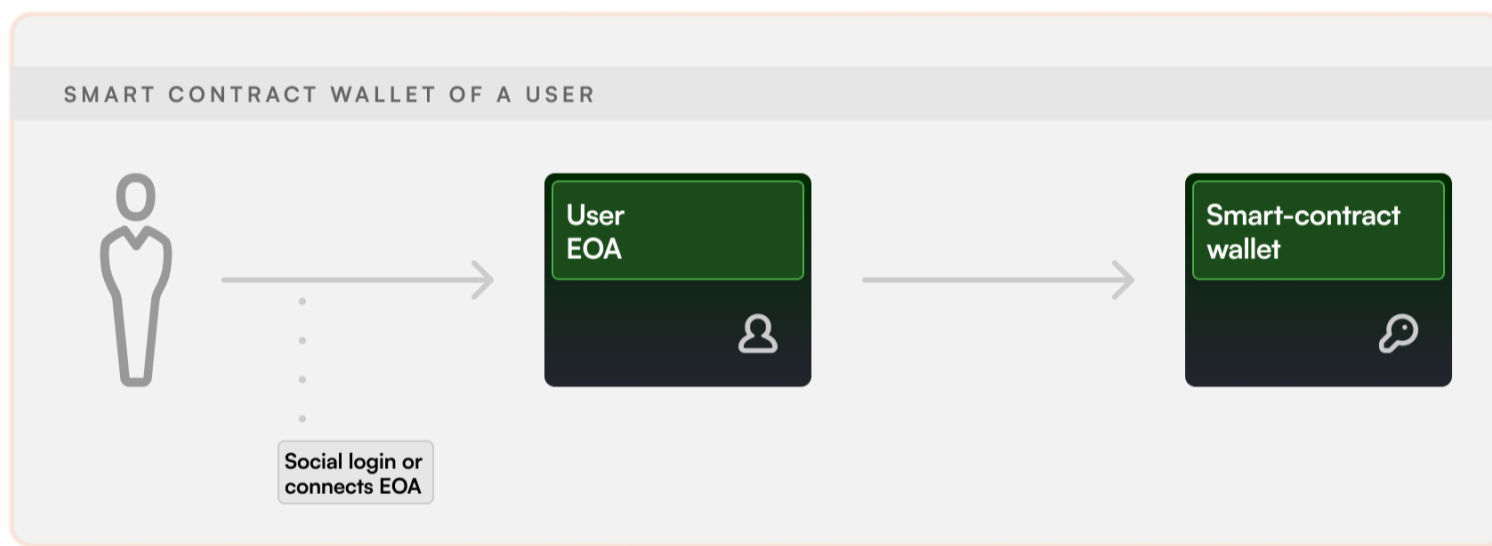 SMART CONTRACT WALLET OF A USER
User
EOA
Smart-contract
wallet
Social login or
connects EOA